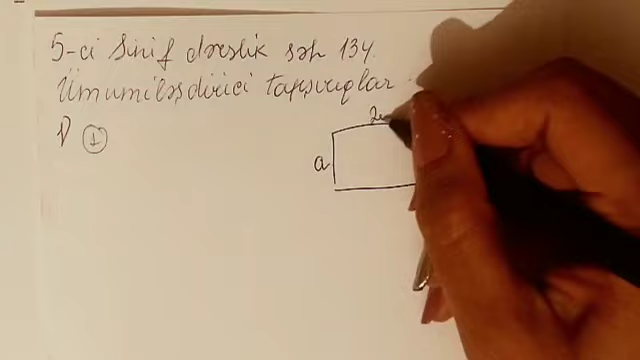 5-ci Sinif dərslik səh 134.
Ümumiləşdirici tapşırıqlar
1
a